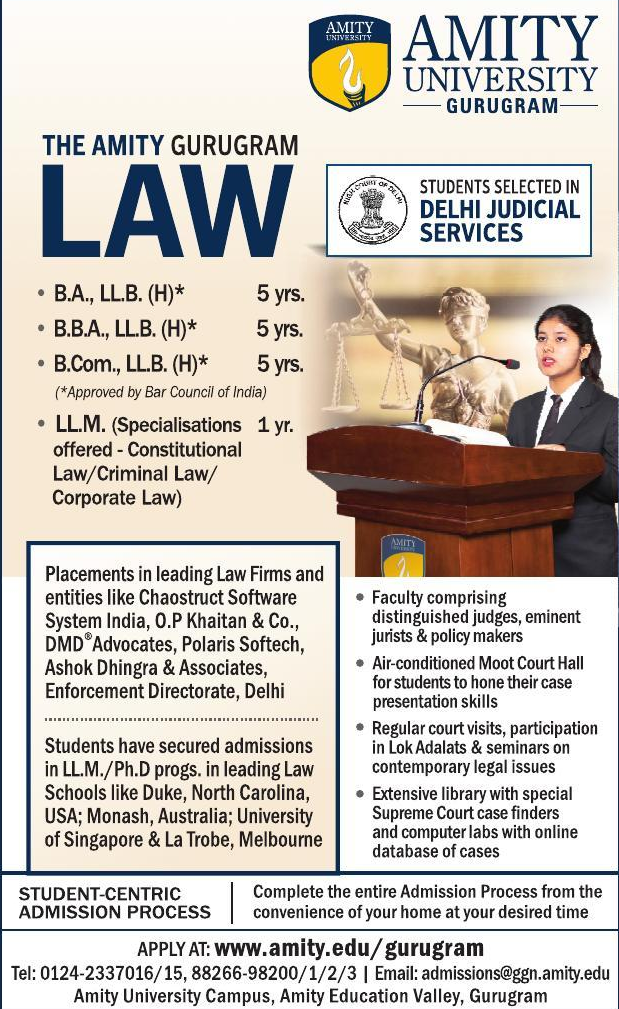 AMITY
UNIVERSITY
AMITY
UNIVERSITY
GURUGRAM
THE AMITY GURUGRAM
LAW
HIGH COURT OF DELHI
STUDENTS SELECTED IN
DELHI JUDICIAL
SERVICES
• B.A., LL.B. (H)* 5 yrs.
• B.B.A., LL.B. (H)* 5 yrs.
• B.Com., LL.B. (H)* 5 yrs.
(*Approved by Bar Council of India)
• LL.M. (Specialisations 1 yr.
offered - Constitutional
Law/Criminal Law/
Corporate Law)
AMITY
UNIVERSITY
Placements in leading Law Firms and
entities like Chaostruct Software
System India, O.P Khaitan & Co.,
DMD® Advocates, Polaris Softech,
Ashok Dhingra & Associates,
Enforcement Directorate, Delhi
Students have secured admissions
in LL.M./Ph.D progs. in leading Law
Schools like Duke, North Carolina,
USA; Monash, Australia; University
of Singapore & La Trobe, Melbourne
• Faculty comprising
distinguished judges, eminent
jurists & policy makers
• Air-conditioned Moot Court Hall
for students to hone their case
presentation skills
• Regular court visits, participation
in Lok Adalats & seminars on
contemporary legal issues
• Extensive library with special
Supreme Court case finders
and computer labs with online
database of cases
STUDENT-CENTRIC
ADMISSION PROCESS
Complete the entire Admission Process from the
convenience of your home at your desired time
APPLY AT: www.amity.edu/gurugram
Tel: 0124-2337016/15, 88266-98200/1/2/3 | Email: admissions@ggn.amity.edu
Amity University Campus, Amity Education Valley, Gurugram